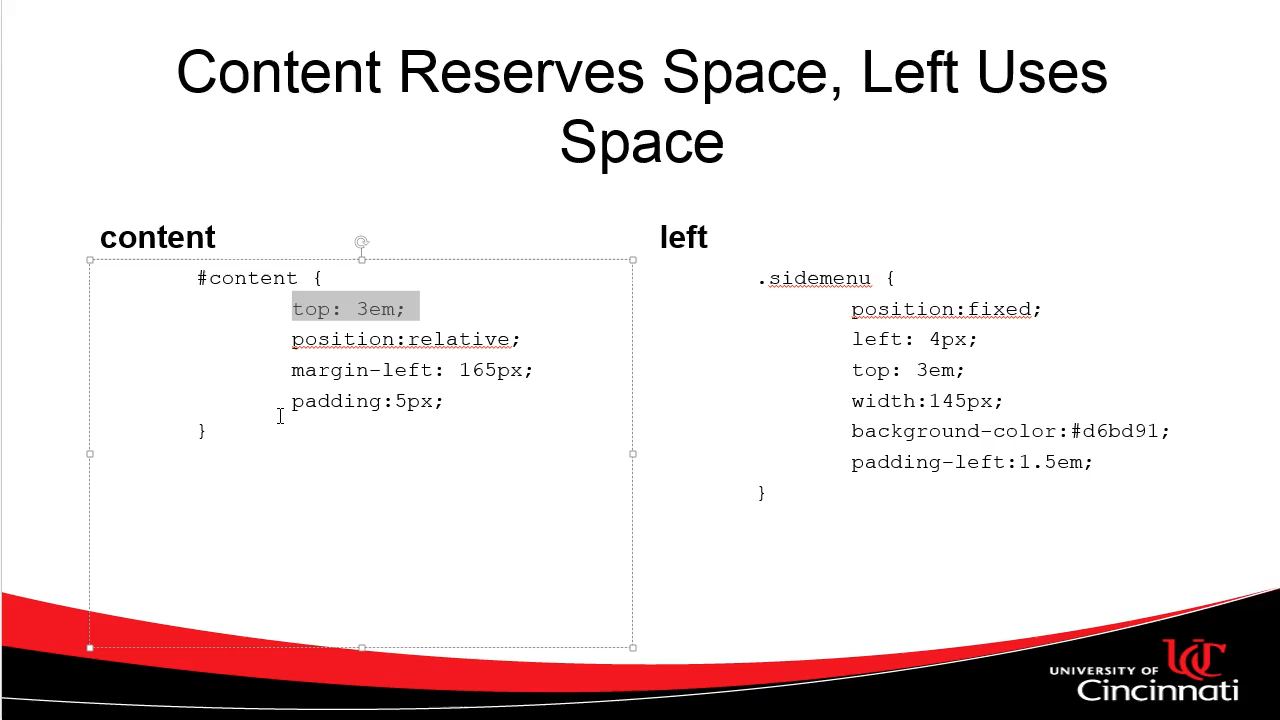 Content Reserves Space, Left Uses
Space
content
#content {
top: 3em;
position:relative;
margin-left: 165px;
padding:5px;
}
left
.sidemenu {
position:fixed;
left: 4px;
top: 3em;
width:145px;
background-color:#d6bd91;
padding-left:1.5em;
}
UNIVERSITY OF
Cincinnati